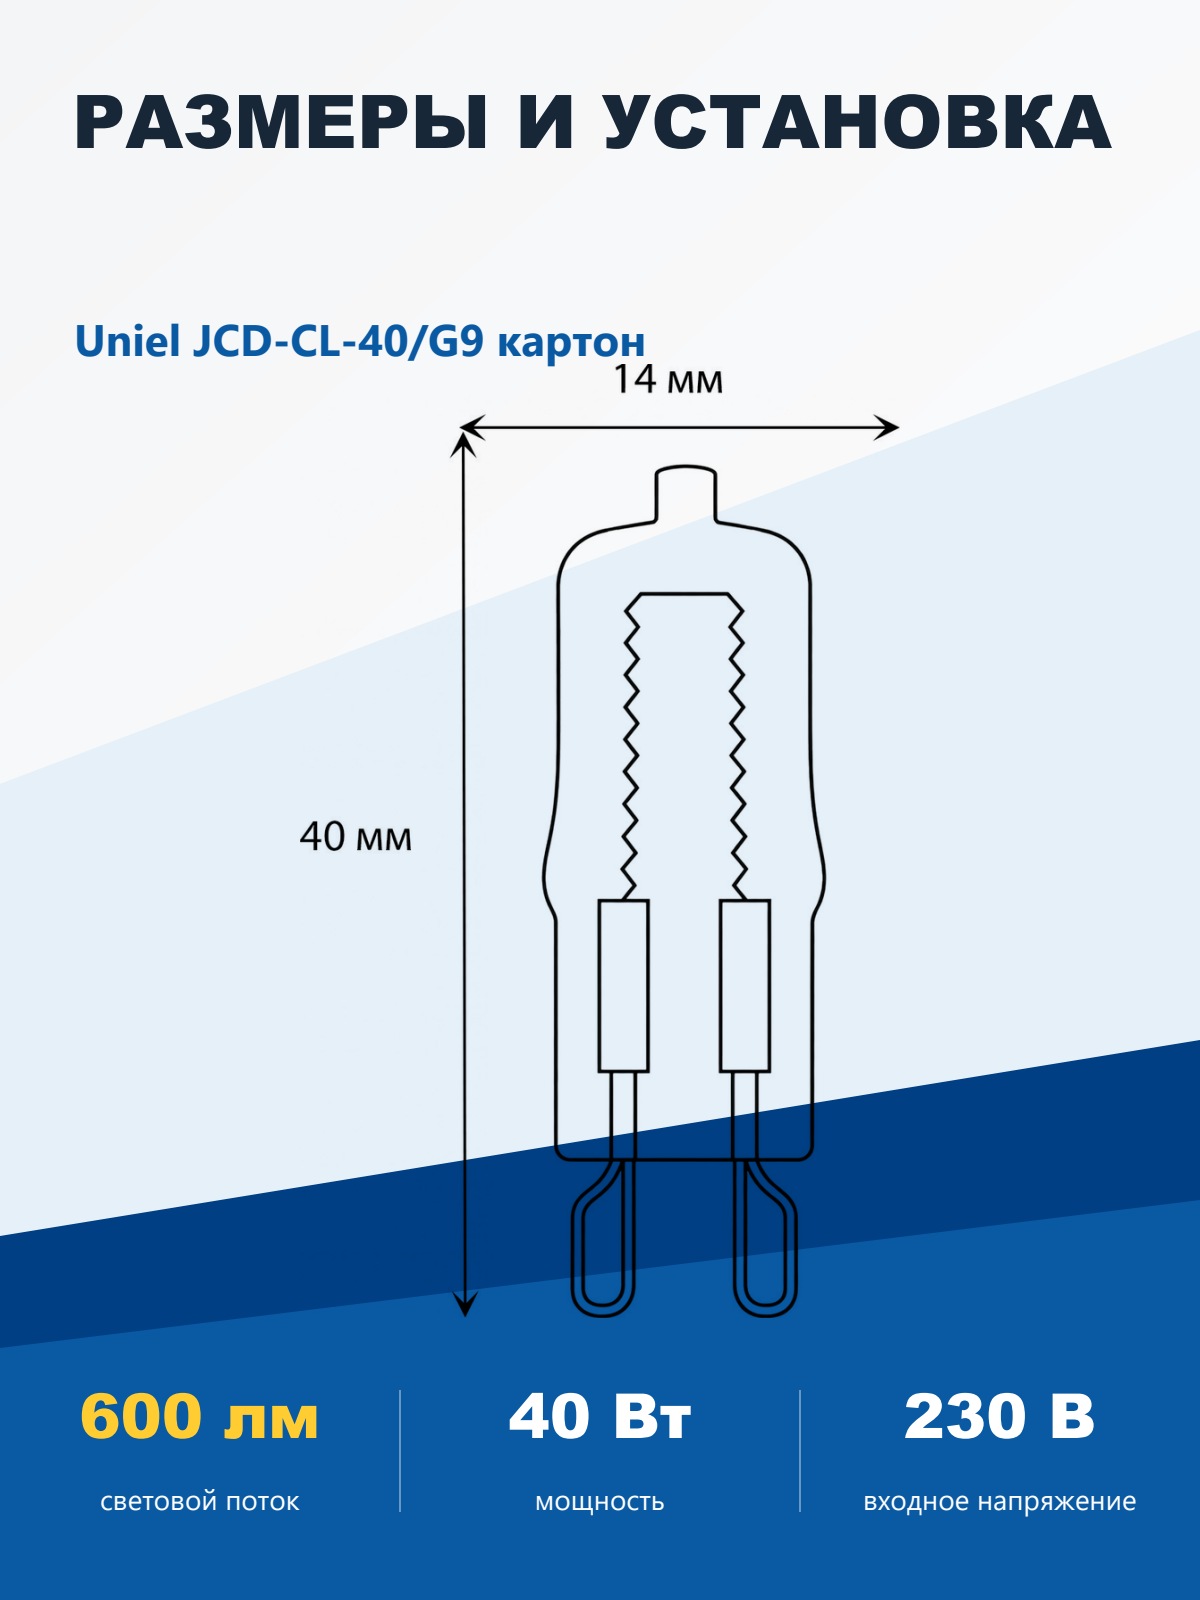 РАЗМЕРЫ И УСТАНОВКА
Uniel JCD-CL-40/G9 картон
14 мм
40 мм
600 лм
световой поток
40 Вт
мощность
230 В
входное напряжение